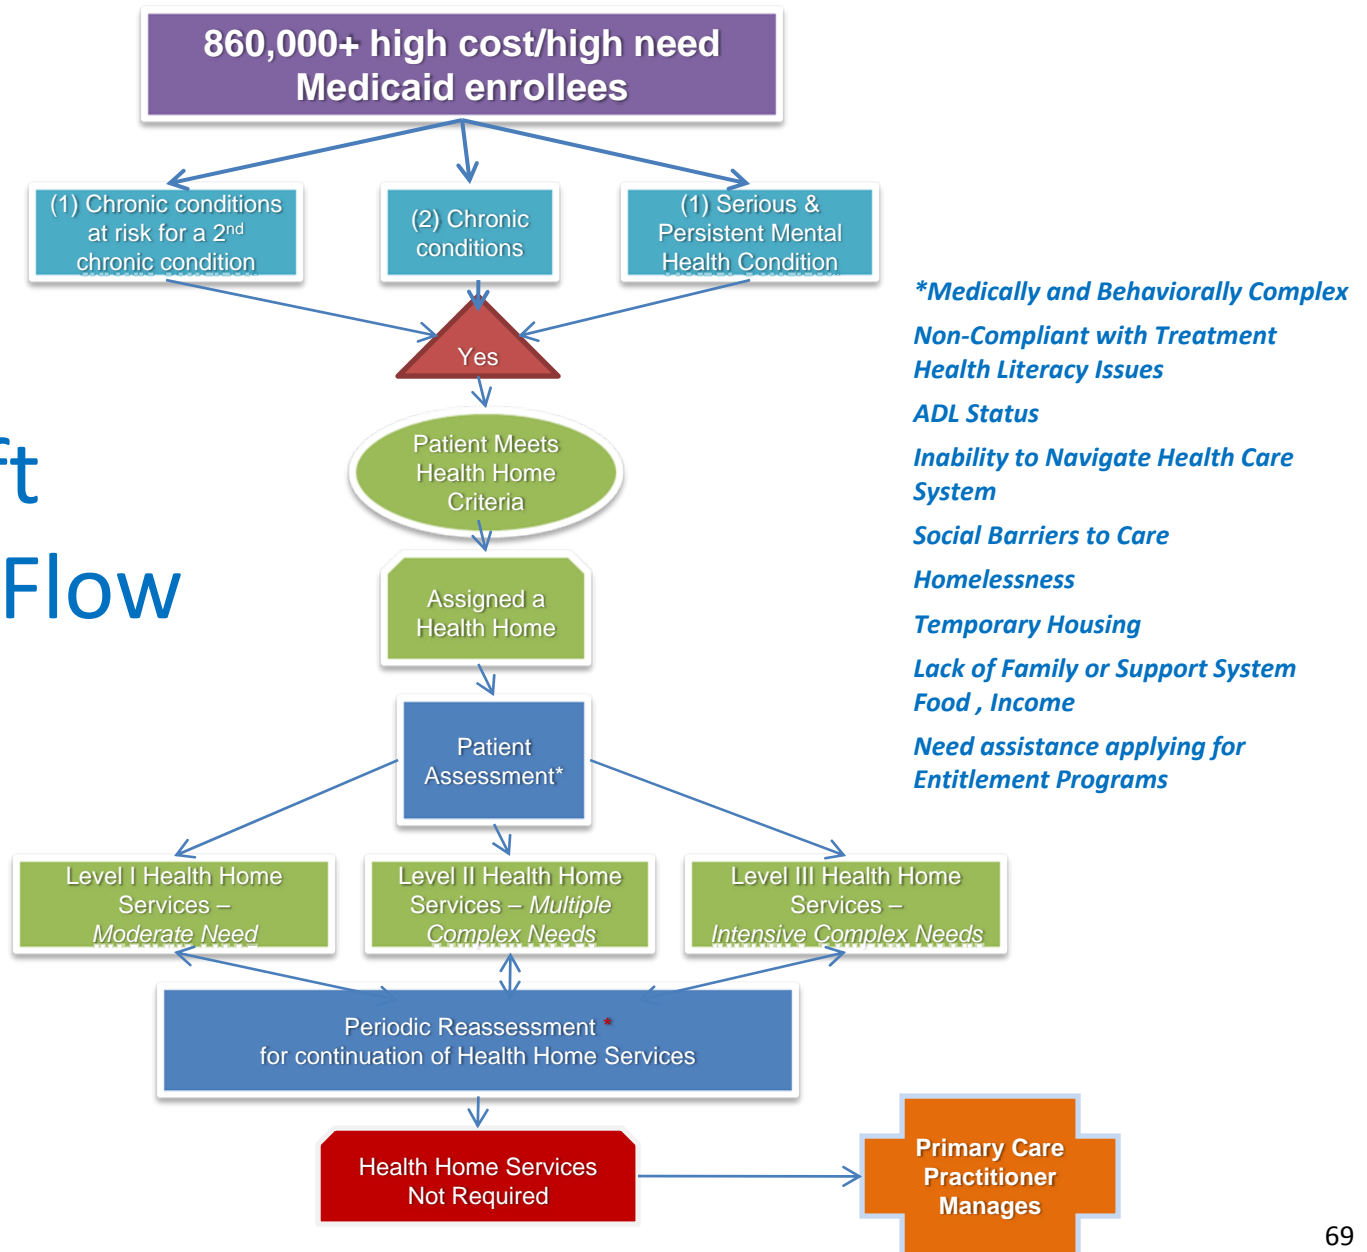 860,000+ high cost/high need
Medicaid enrollees
(1) Chronic conditions
at risk for a 2nd
chronic condition
(2) Chronic
conditions
(1) Serious &
Persistent Mental
Health Condition
Yes
Patient Meets
Health Home
Criteria
ft
Flow
Assigned a
Health Home
Patient
Assessment*
Level I Health Home
Services –
Moderate Need
Level II Health Home
Services – Multiple
Complex Needs
Level III Health Home
Services –
Intensive Complex Needs
Periodic Reassessment *
for continuation of Health Home Services
Health Home Services
Not Required
Primary Care
Practitioner
Manages
*Medically and Behaviorally Complex
Non-Compliant with Treatment
Health Literacy Issues
ADL Status
Inability to Navigate Health Care
System
Social Barriers to Care
Homelessness
Temporary Housing
Lack of Family or Support System
Food , Income
Need assistance applying for
Entitlement Programs
69